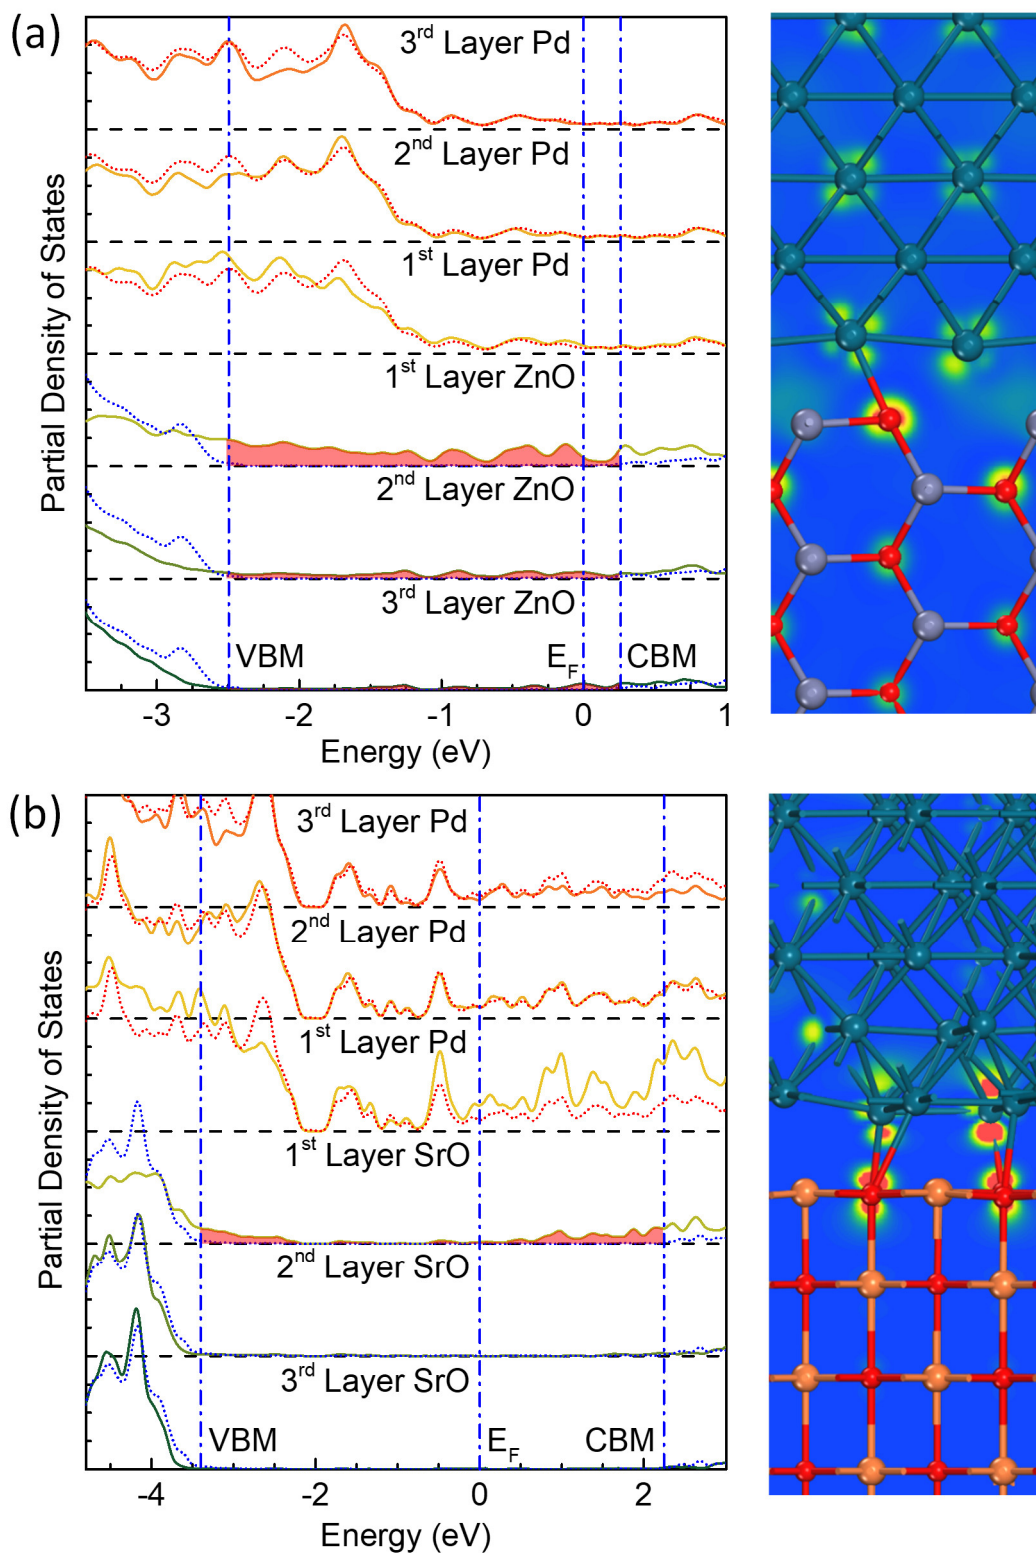 (a)
3rd Layer Pd
2nd Layer Pd
1st Layer Pd
1st Layer ZnO
2nd Layer ZnO
3rd Layer ZnO
VBM
EF
CBM
Partial Density of States
-3
-2
-1
0
1
Energy (eV)
(b)
3rd Layer Pd
2nd Layer Pd
1st Layer Pd
1st Layer SrO
2nd Layer SrO
3rd Layer SrO
VBM
EF
CBM
Partial Density of States
-4
-2
0
2
Energy (eV)